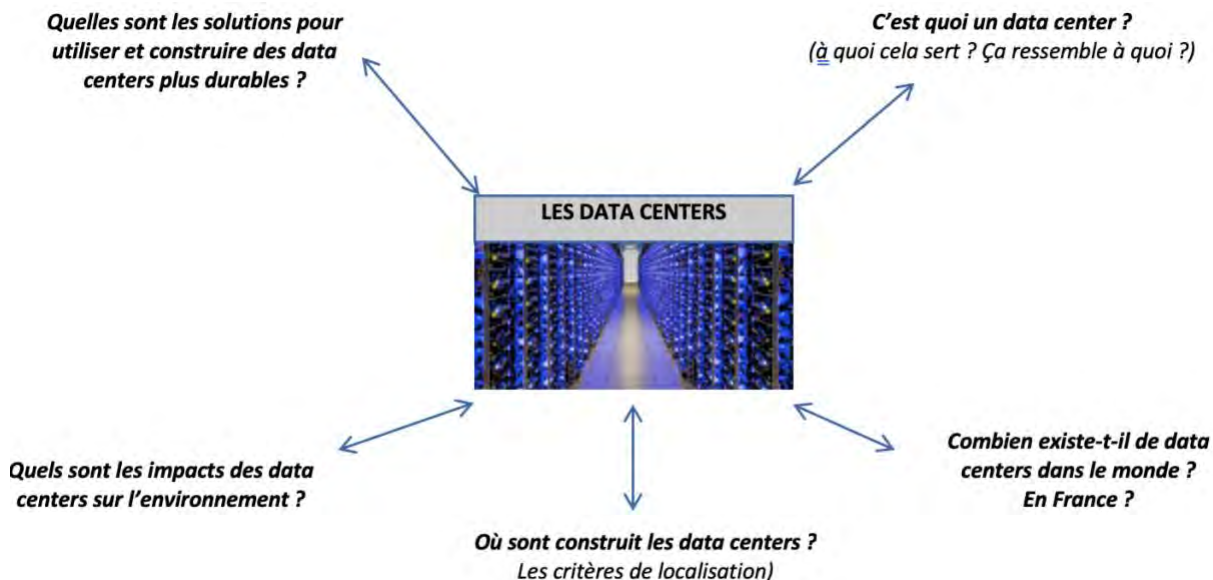 Quelles sont les solutions pour
utiliser et construire des data
centers plus durables ?
C'est quoi un data center ?
(à quoi cela sert ? Ça ressemble à quoi ?)
LES DATA CENTERS
Quels sont les impacts des data
centers sur l'environnement ?
Où sont construit les data centers ?
Les critères de localisation)
Combien existe-t-il de data
centers dans le monde ?
En France ?